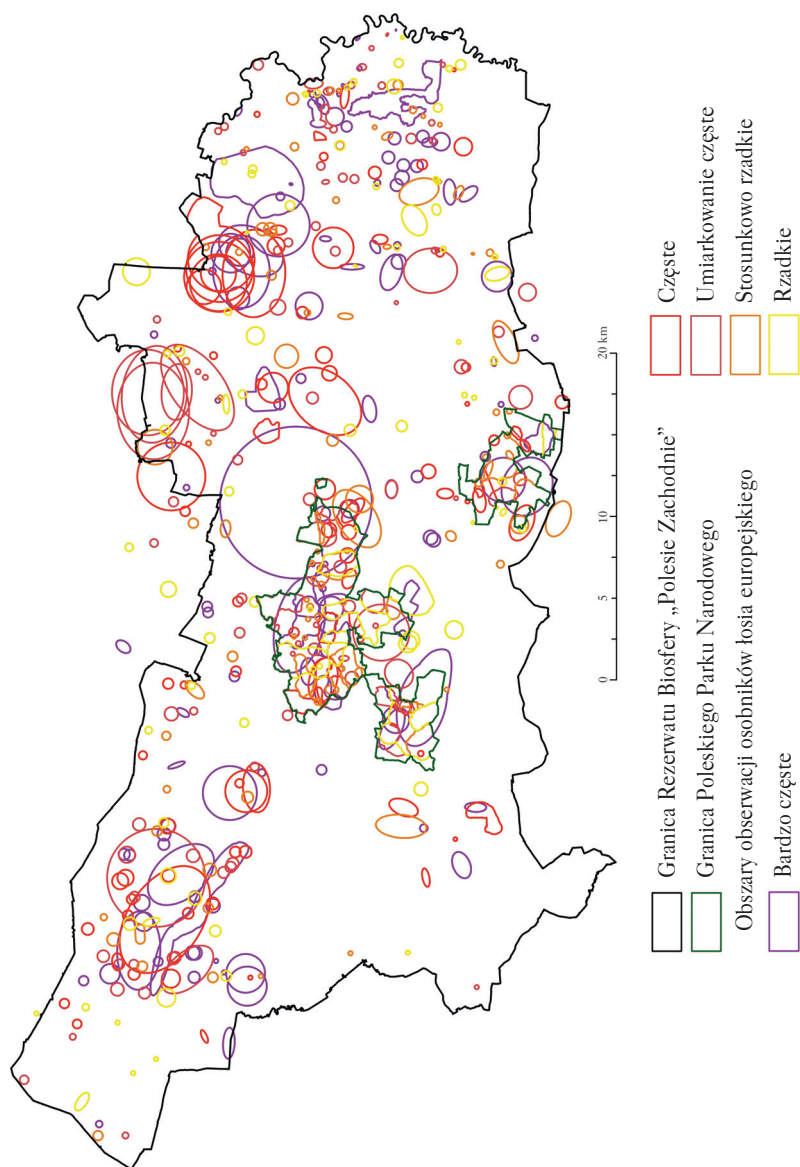 0
5
10
20 km
Granica Rezerwatu Biosfery „Polesie Zachodnie”
Granica Poleskiego Parku Narodowego
Obszary obserwacji osobników łosia europejskiego
Bardzo częste
Częste
Umiarkowanie częste
Stosunkowo rzadkie
Rzadkie